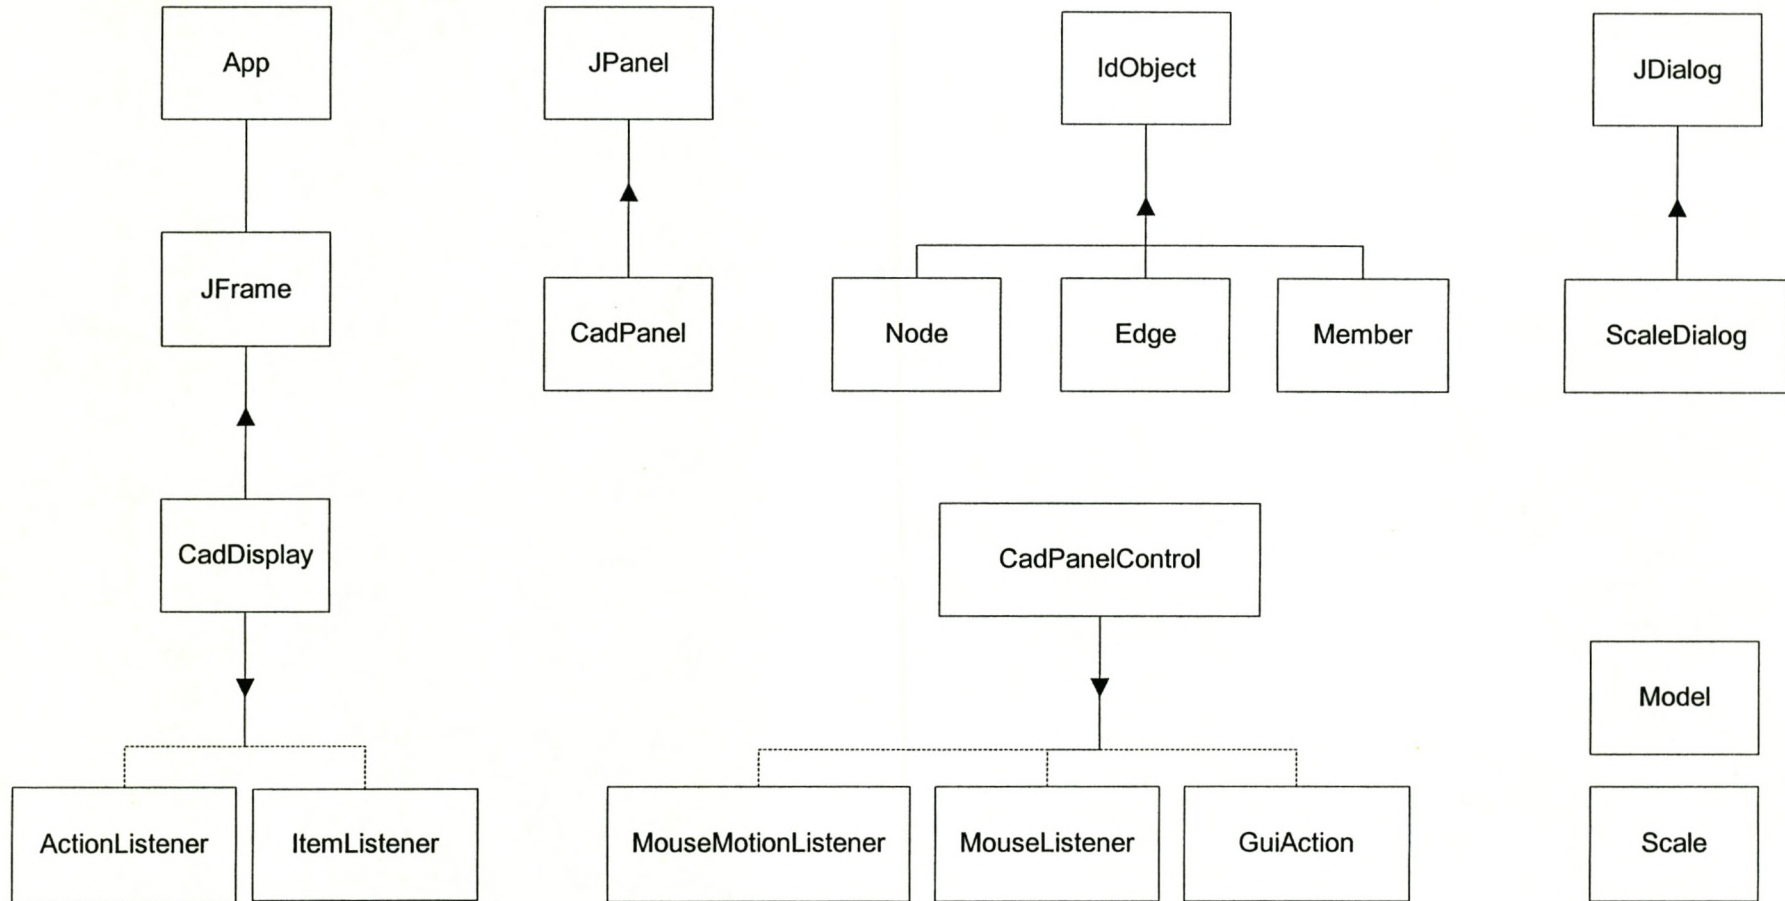 App
JPanel
IdObject
JDialog
JFrame
CadPanel
Node
Edge
Member
ScaleDialog
CadDisplay
CadPanelControl
Model
ActionListener
ItemListener
MouseMotionListener
MouseListener
GuiAction
Scale